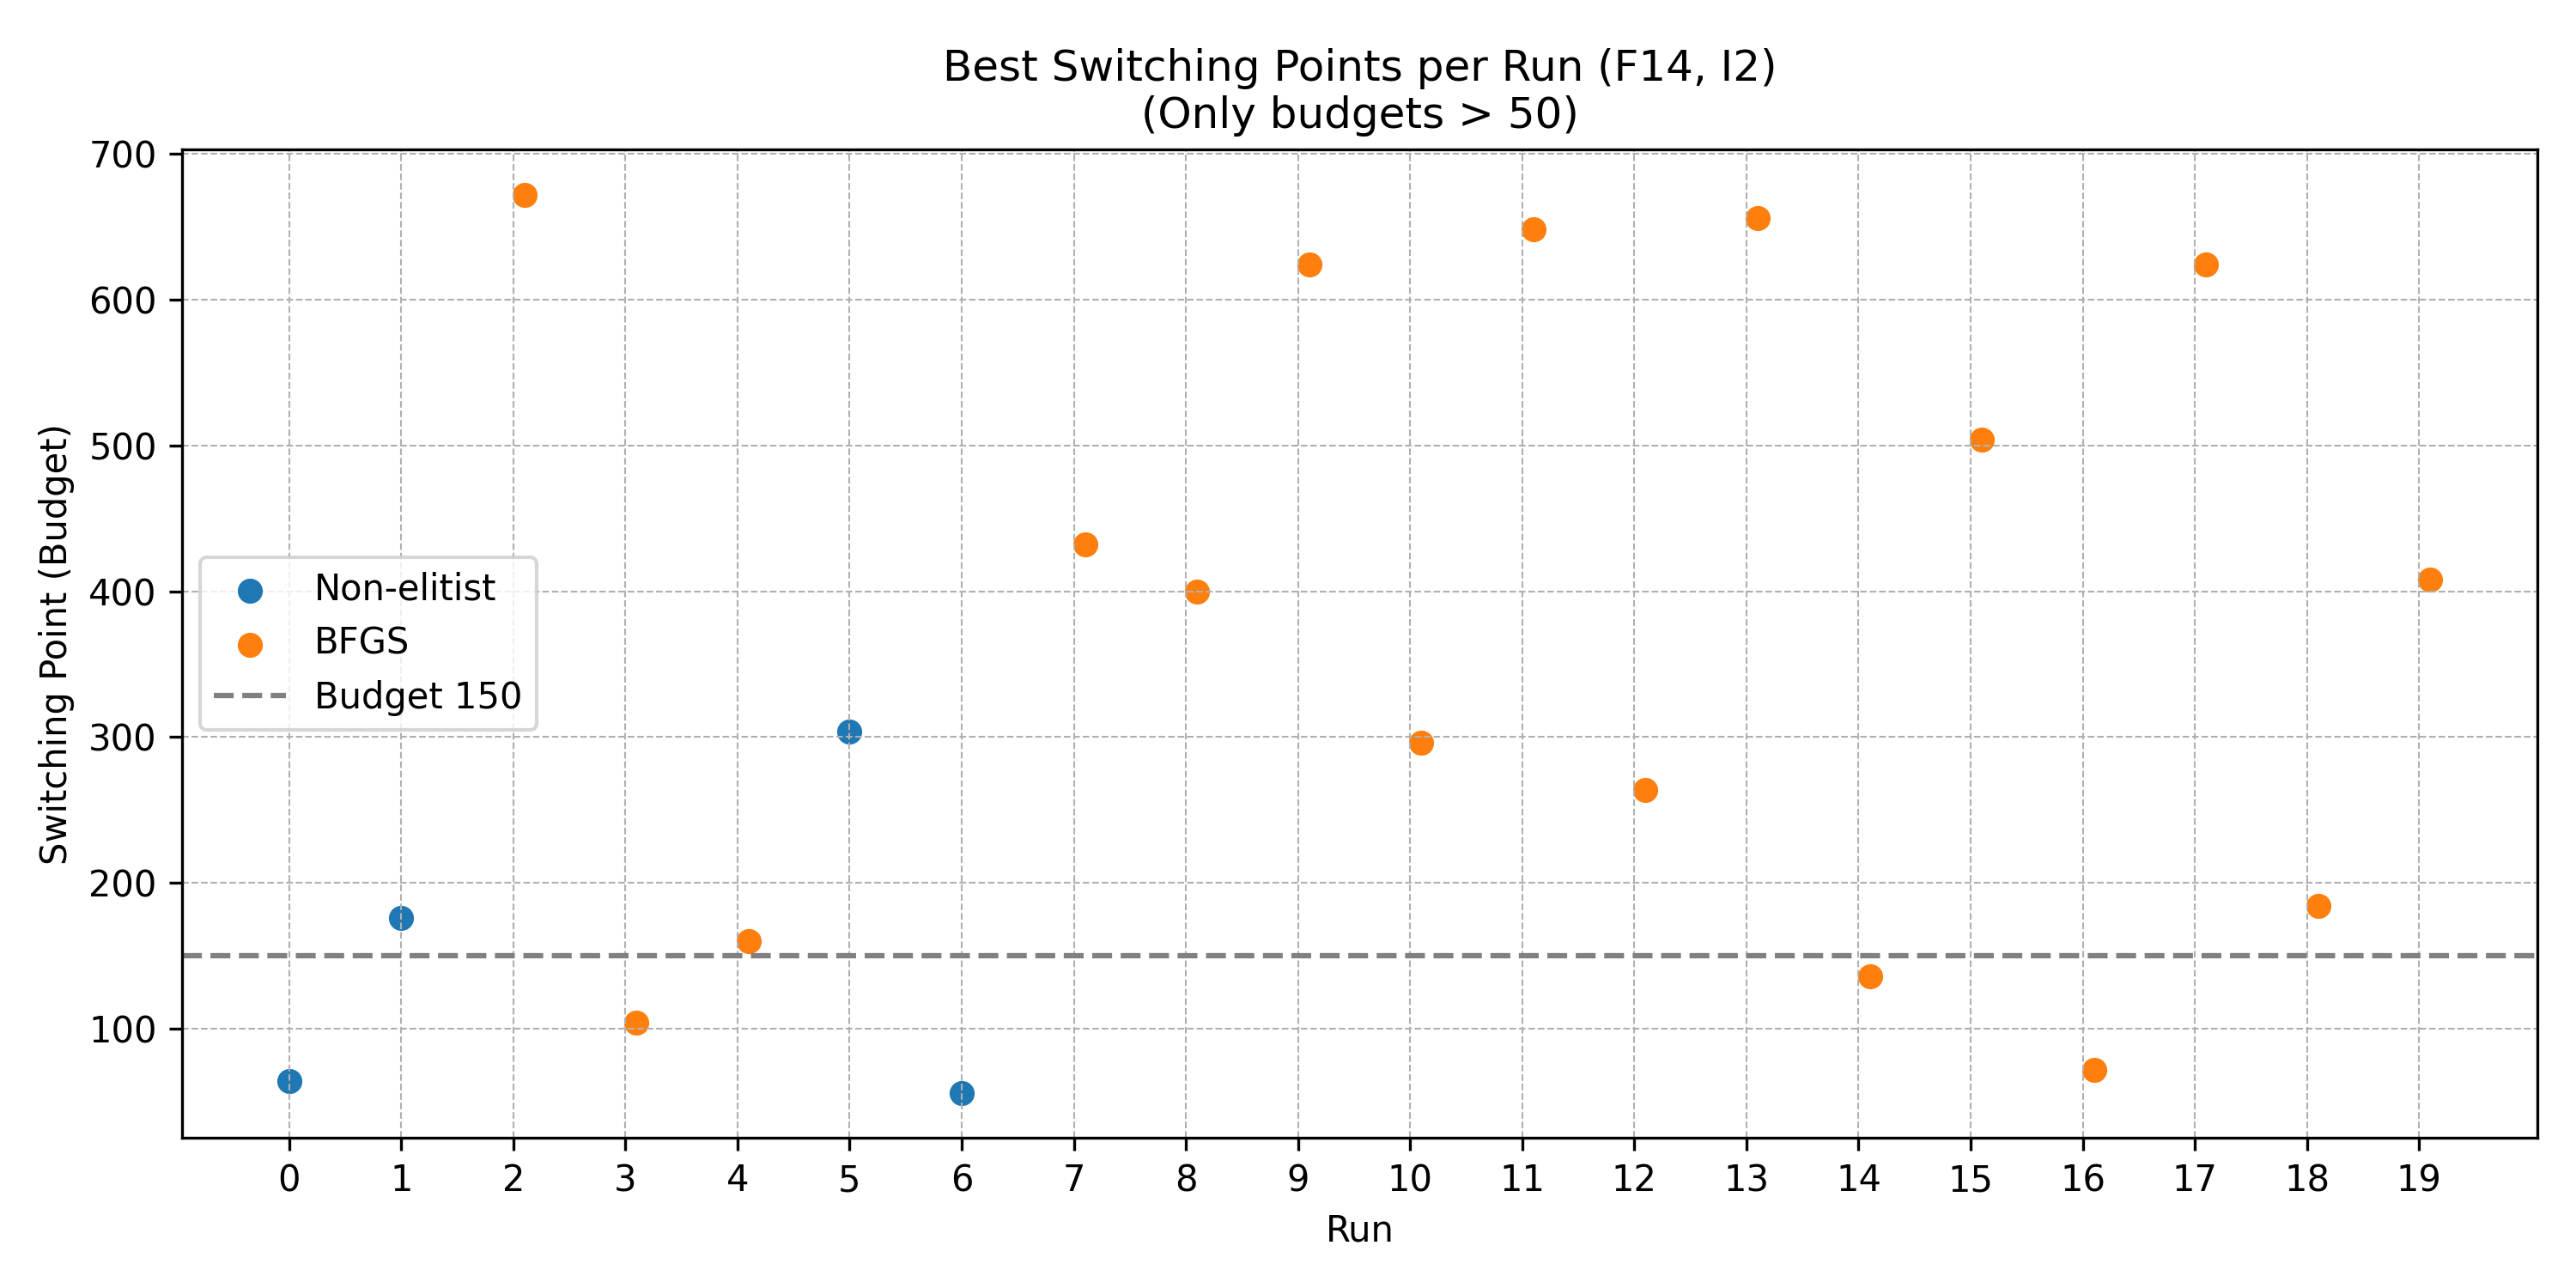 Best Switching Points per Run (F14, I2)
(Only budgets > 50)
Switching Point (Budget)
700
600
500
400
300
200
100
Non-elitist
BFGS
Budget 150
0 1 2 3 4 5 6 7 8 9 10 11 12 13 14 15 16 17 18 19
Run